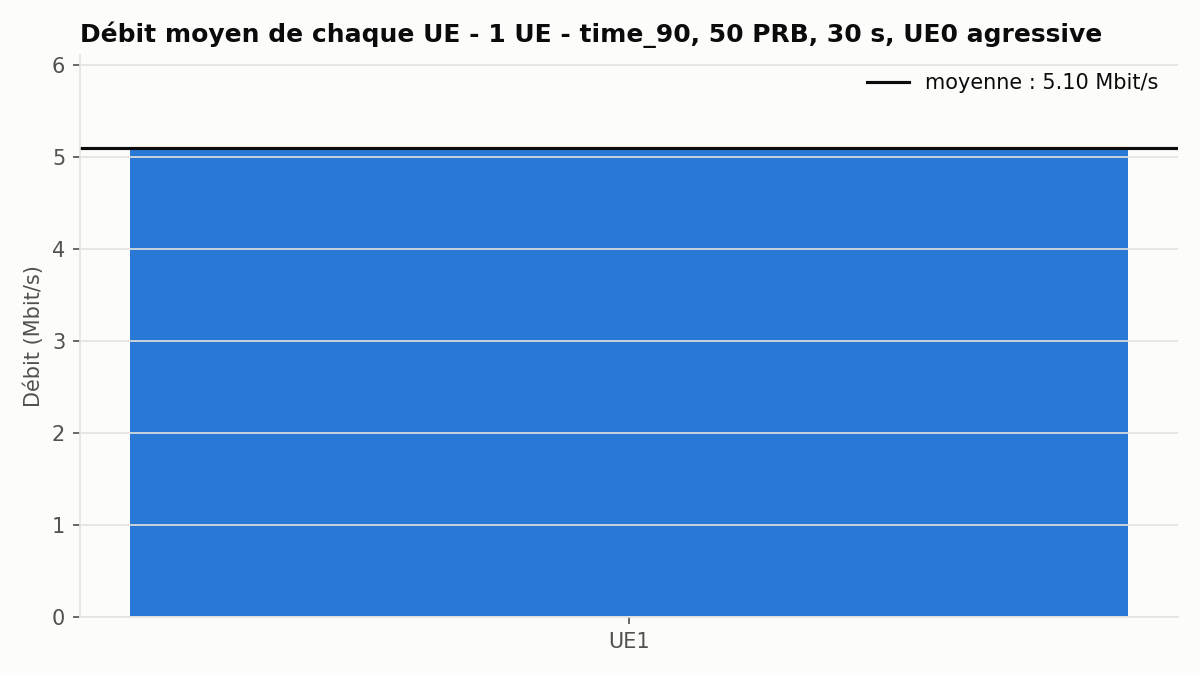 Débit moyen de chaque UE - 1 UE - time_90, 50 PRB, 30 s, UE0 agressive
moyenne : 5.10 Mbit/s
Débit (Mbit/s)
6
5
4
3
2
1
0
UE1